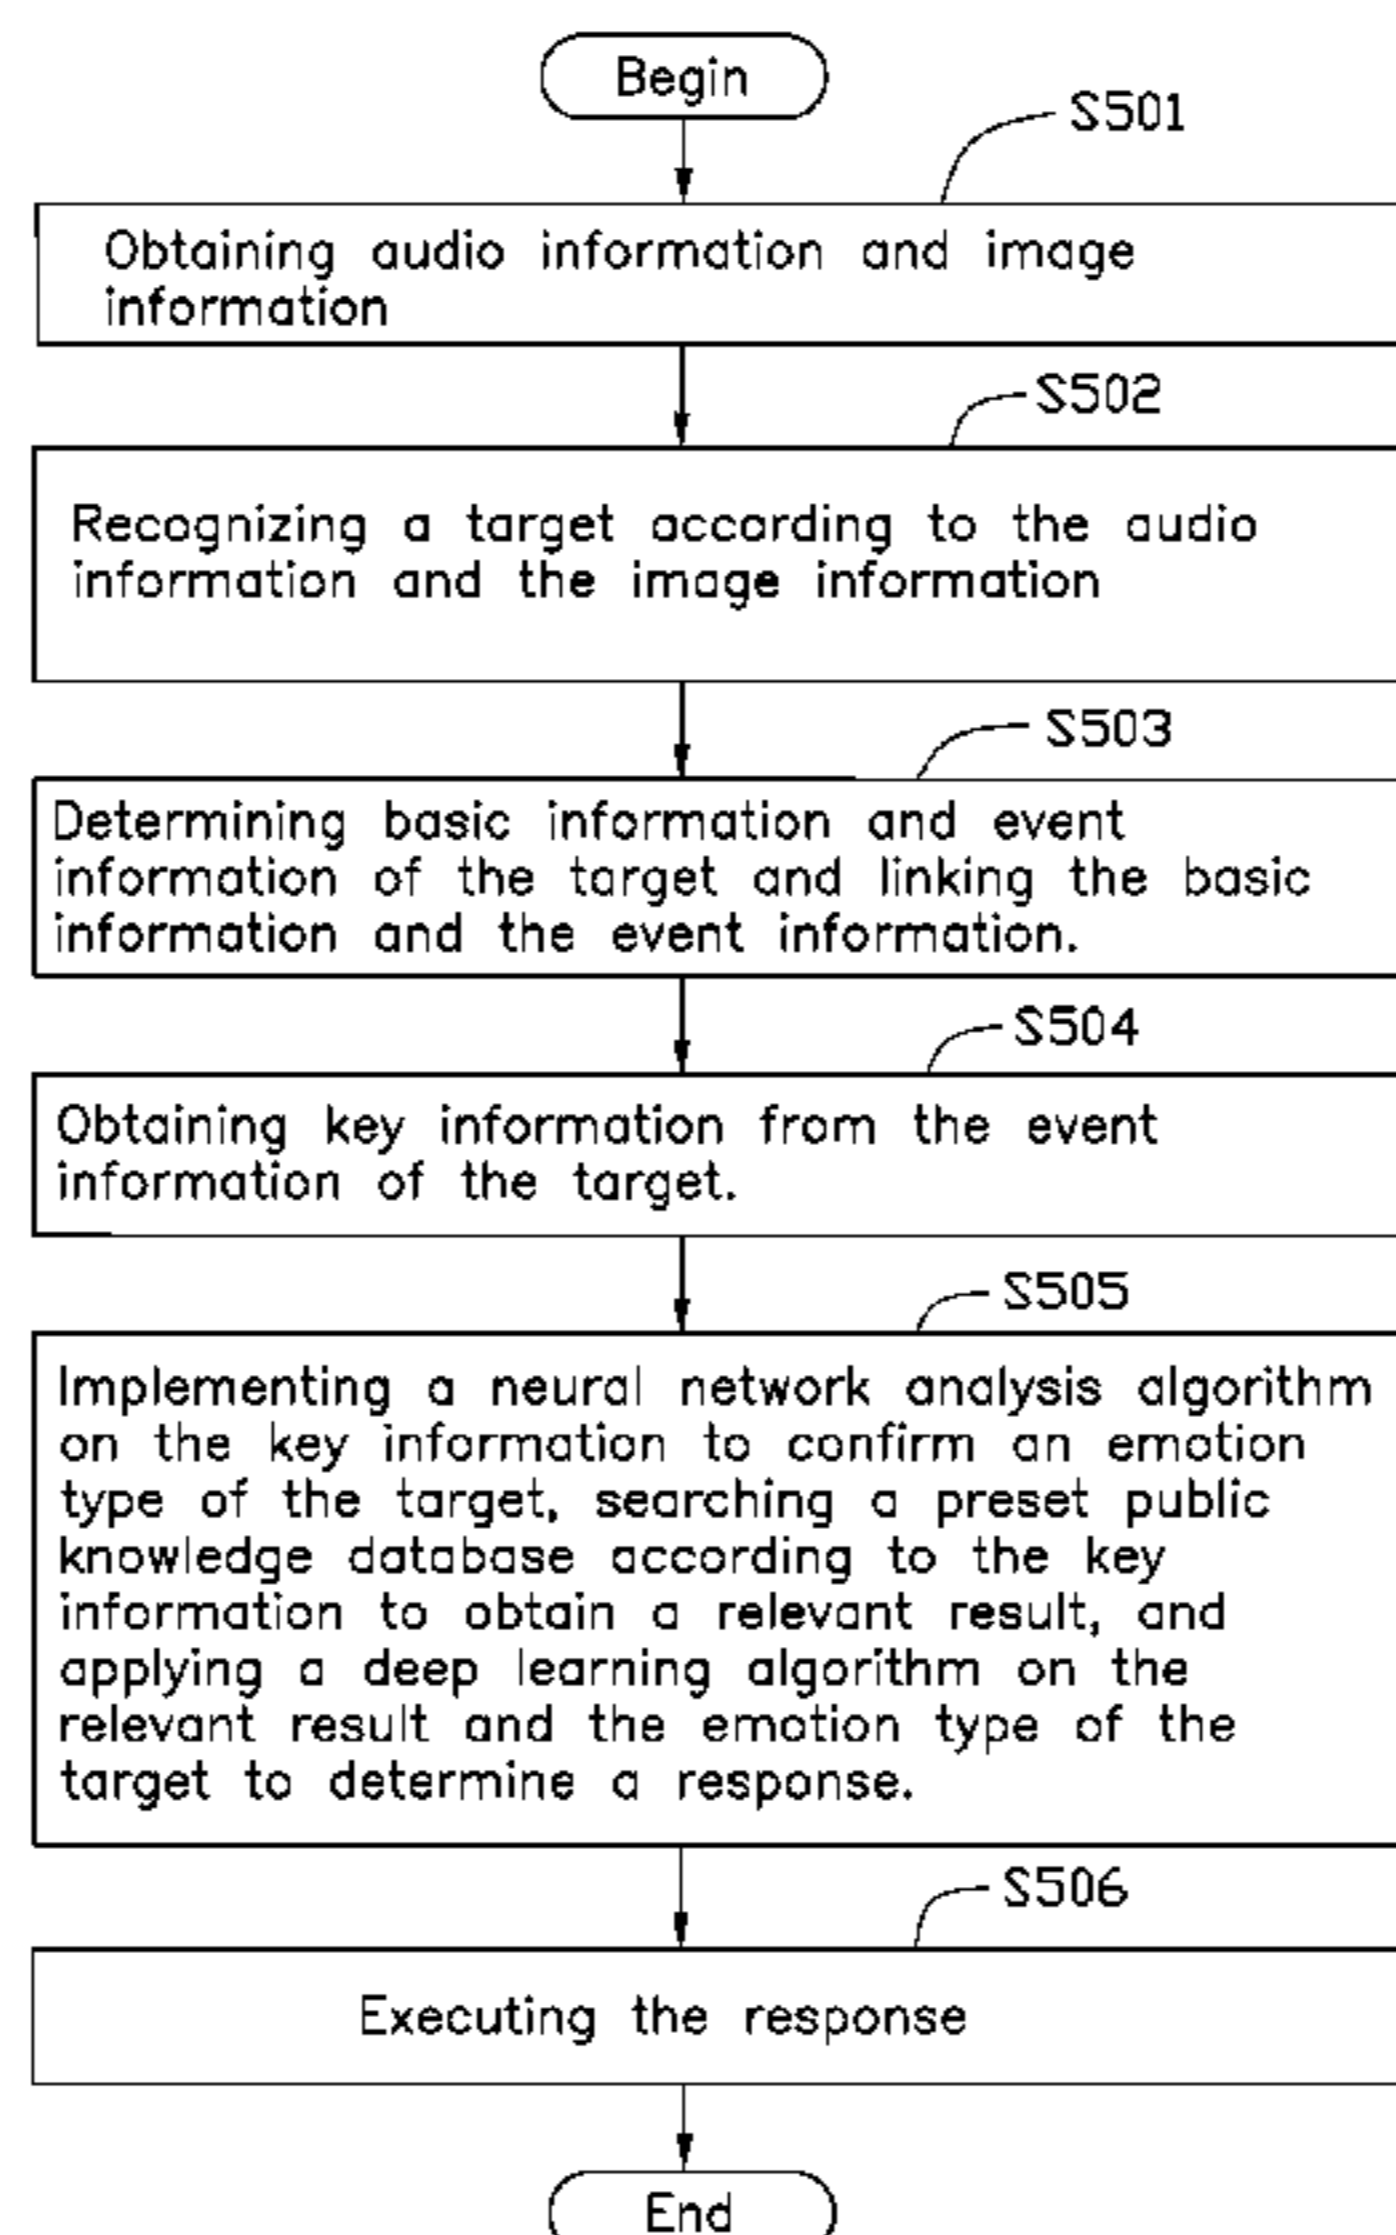 Begin
S501
Obtaining audio information and image
information
S502
Recognizing a target according to the audio
information and the image information
S503
Determining basic information and event
information of the target and linking the basic
information and the event information.
S504
Obtaining key information from the event
information of the target.
S505
Implementing a neural network analysis algorithm
on the key information to confirm an emotion
type of the target, searching a preset public
knowledge database according to the key
information to obtain a relevant result, and
applying a deep learning algorithm on the
relevant result and the emotion type of the
target to determine a response.
S506
Executing the response
End